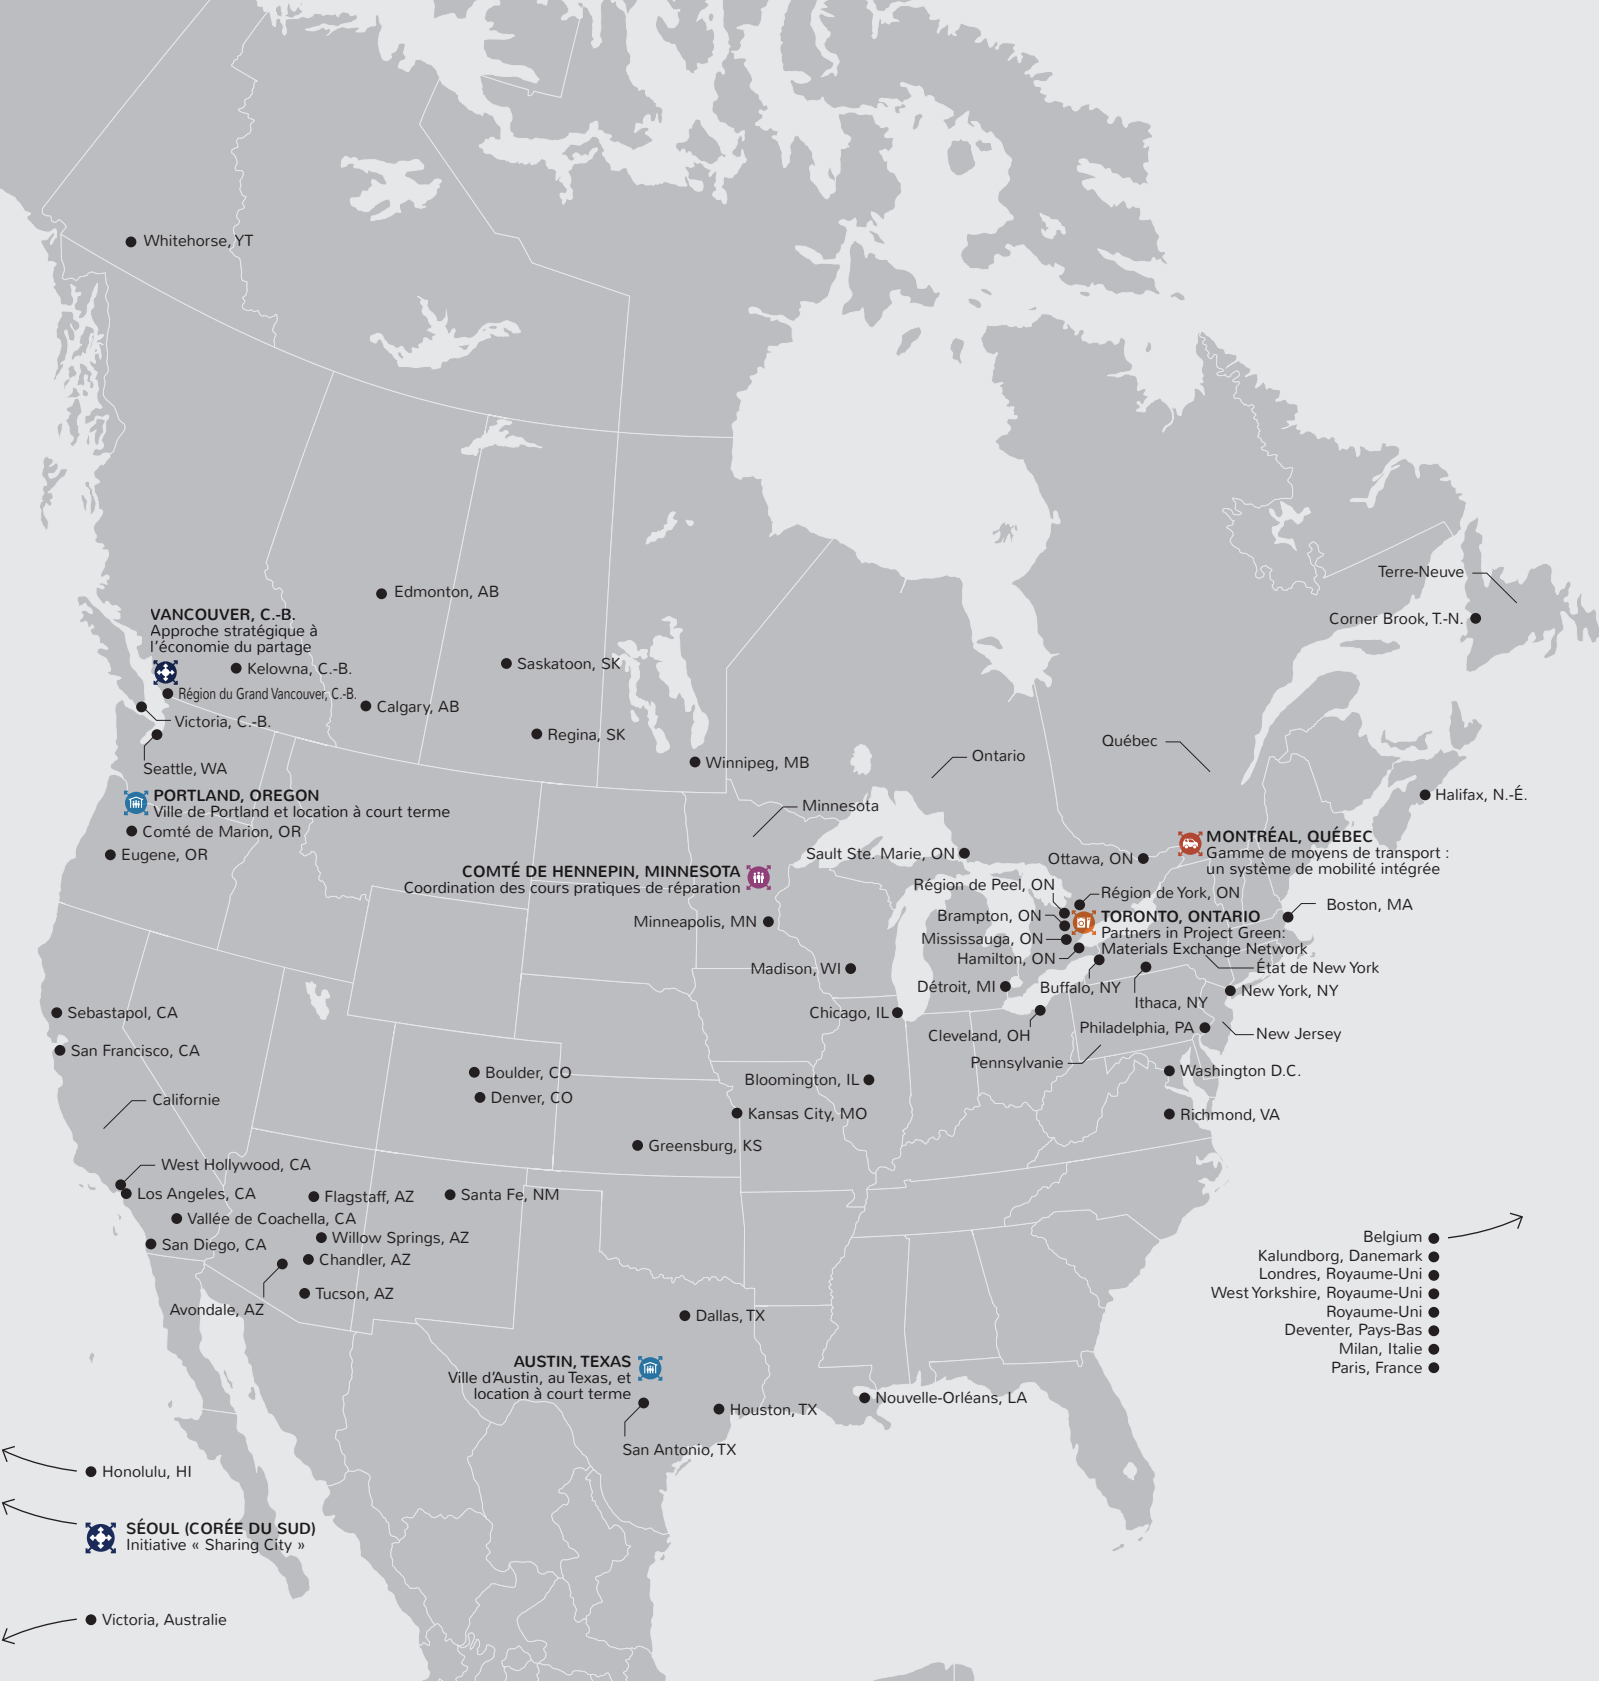 Whitehorse, YT
Terre-Neuve
Edmonton, AB
VANCOUVER, C.-B.
Approche stratégique à
l'économie du partage
Corner Brook, T.-N.
Kelowna, C.-B.
Saskatoon, SK
Région du Grand Vancouver, C.-B.
Calgary, AB
Victoria, C.-B.
Regina, SK
Québec
Seattle, WA
Winnipeg, MB
Ontario
PORTLAND, OREGON
Ville de Portland et location à court terme
Minnesota
Halifax, N.-É.
Comté de Marion, OR
Eugene, OR
MONTRÉAL, QUÉBEC
Gamme de moyens de transport :
un système de mobilité intégrée
Sault Ste. Marie, ON
Ottawa, ON
COMTÉ DE HENNEPIN, MINNESOTA
Coordination des cours pratiques de réparation
Région de Peel, ON
Région de York, ON
Boston, MA
Brampton, ON
TORONTO, ONTARIO
Partners in Project Green:
Materials Exchange Network
Minneapolis, MN
Mississauga, ON
Hamilton, ON
Madison, WI
État de New York
Détroit, MI
Buffalo, NY
New York, NY
Ithaca, NY
Sebastapol, CA
Chicago, IL
Cleveland, OH
Philadelphia, PA
New Jersey
San Francisco, CA
Pennsylvanie
Boulder, CO
Washington D.C.
Bloomington, IL
Denver, CO
Californie
Kansas City, MO
Richmond, VA
Greensburg, KS
West Hollywood, CA
Los Angeles, CA
Flagstaff, AZ
Santa Fe, NM
Vallée de Coachella, CA
Willow Springs, AZ
San Diego, CA
Chandler, AZ
Tucson, AZ
Avondale, AZ
Belgium
Kalundborg, Danemark
Londres, Royaume-Uni
West Yorkshire, Royaume-Uni
Royaume-Uni
Deventer, Pays-Bas
Milan, Italie
Paris, France
Dallas, TX
AUSTIN, TEXAS
Ville d'Austin, au Texas, et
location à court terme
Nouvelle-Orléans, LA
Houston, TX
San Antonio, TX
Honolulu, HI
SÉOUL (CORÉE DU SUD)
Initiative « Sharing City »
Victoria, Australie